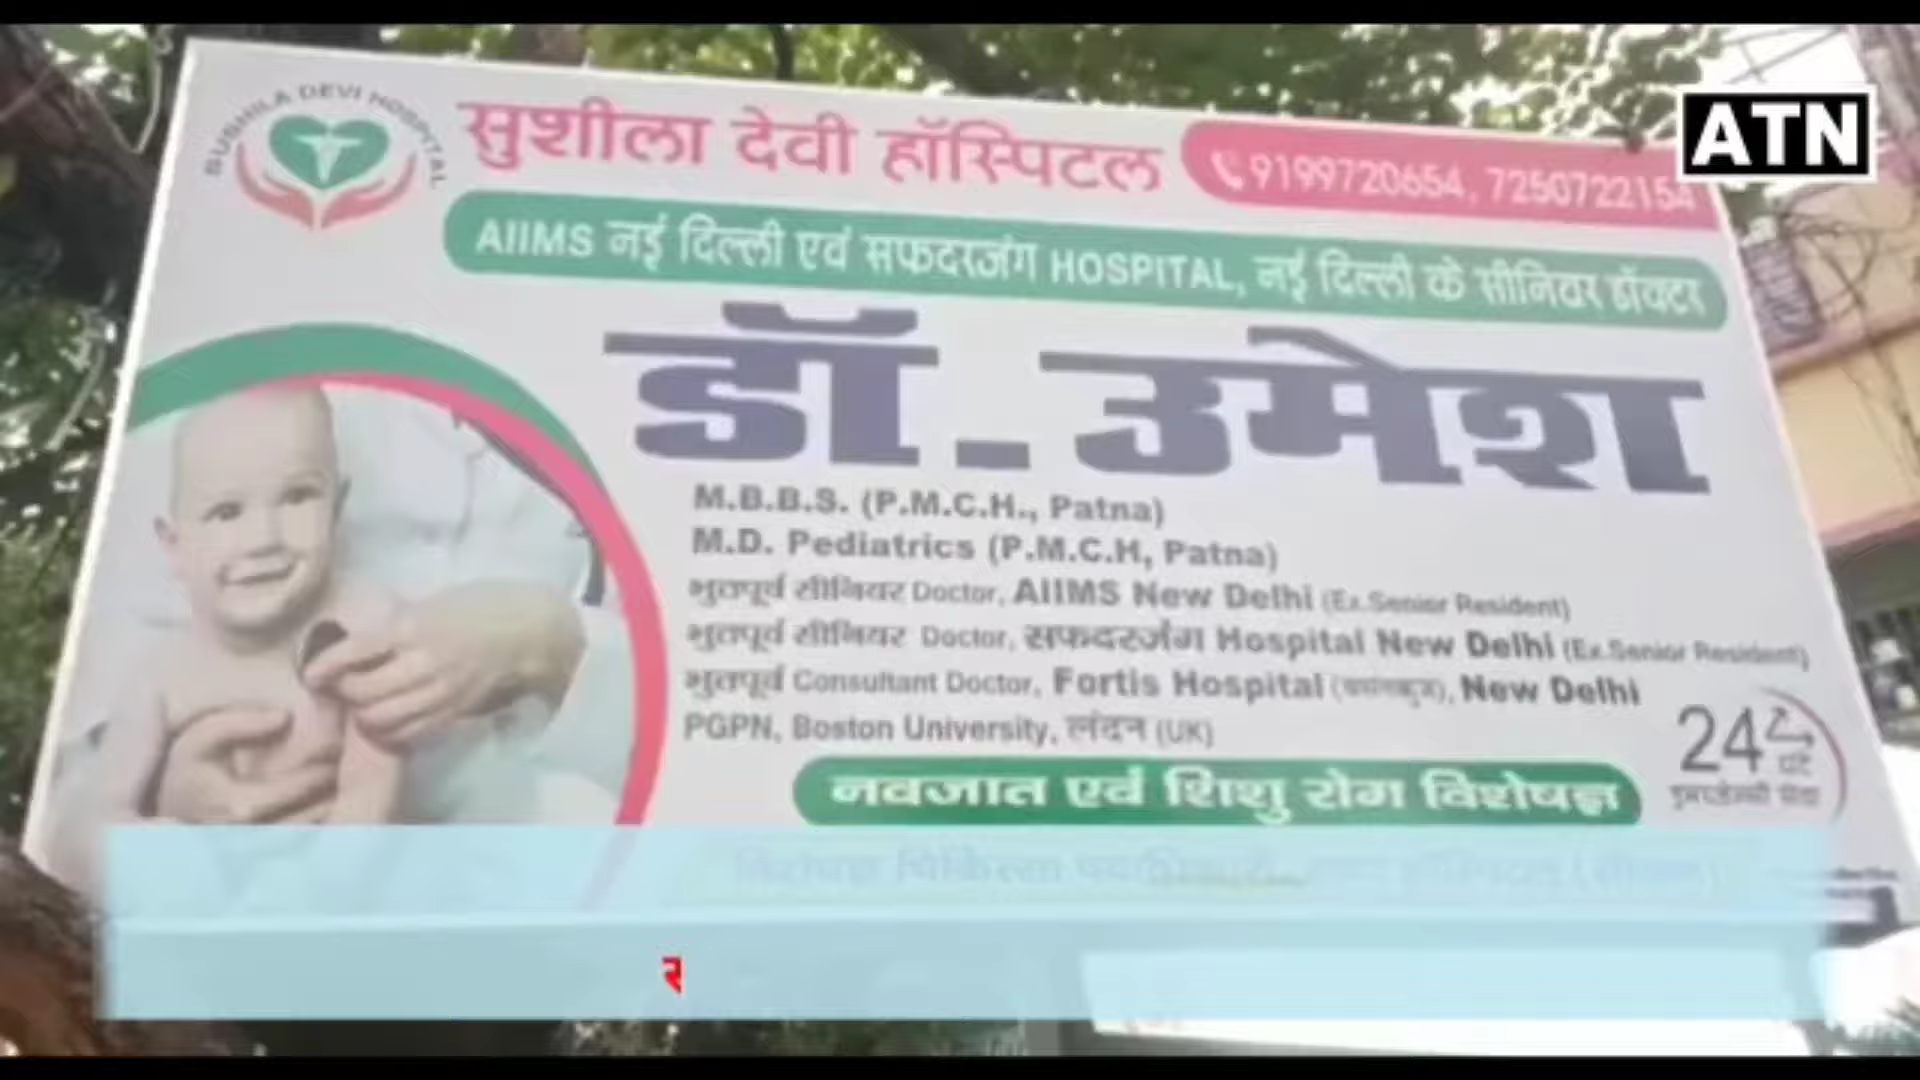 SUSHILA DEVI HOSPITAL
सुशीला देवी हॉस्पिटल
9199720654, 7250722154
ATN
AIIMS नई दिल्ली एवं सफदरजंग HOSPITAL, नई दिल्ली के सीनियर डॉक्टर
डॉ. उमेश
M.B.B.S. (P.M.C.H., Patna)
M.D. Pediatrics (P.M.C.H, Patna)
भुतपूर्व सीनियर Doctor, AIIMS New Delhi (Ex.Senior Resident)
भुतपूर्व सीनियर Doctor, सफदरजंग Hospital New Delhi (Ex.Senior Resident)
भुतपूर्व Consultant Doctor, Fortis Hospital New Delhi
PGPN, Boston University, लंदन (UK)
24 घंटे
नवजात एवं शिशु रोग विशेषज्ञ